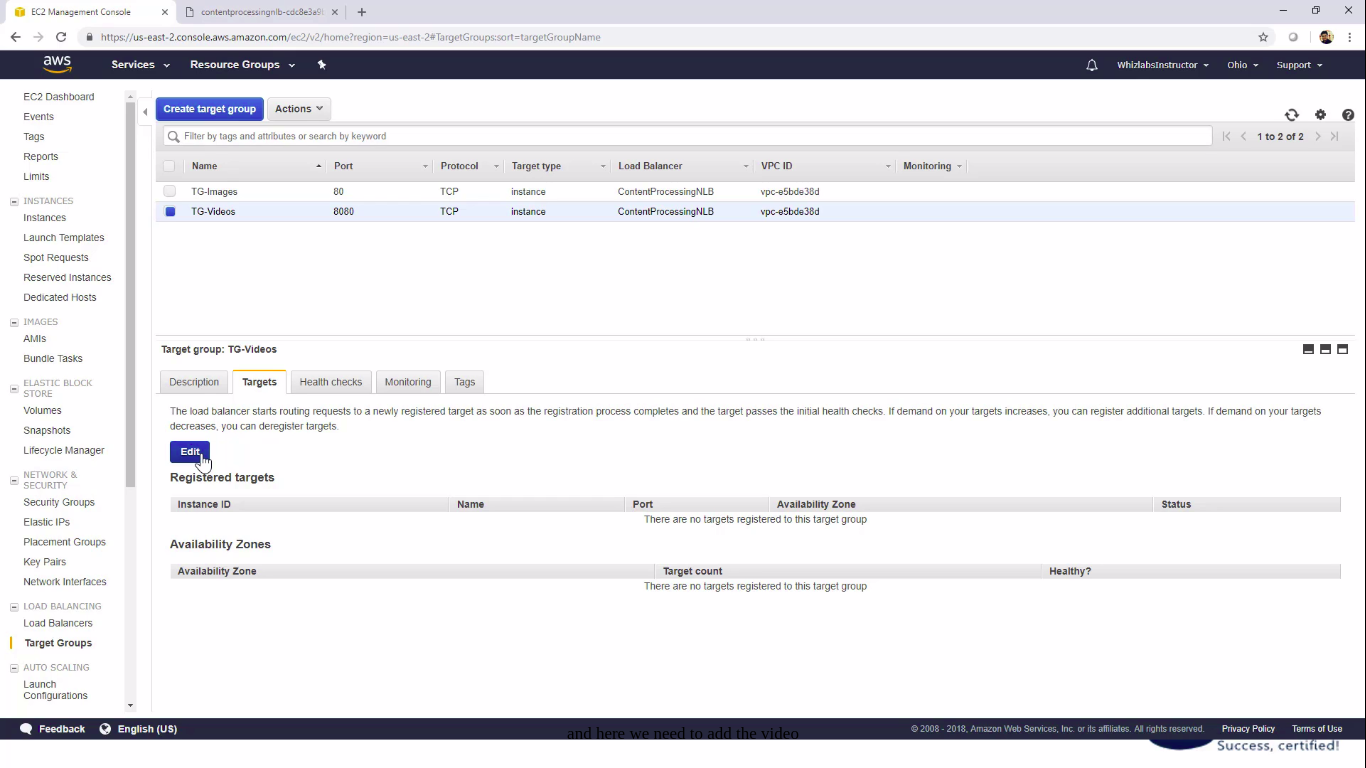 EC2 Management Console
contentprocessingnlb-cdc8e3a9
https://us-east-2.console.aws.amazon.com/ec2/v2/home?region=us-east-2#TargetGroups:sort=targetGroupName
aws
Services
Resource Groups
WhizlabsInstructor
Ohio
Support
EC2 Dashboard
Events
Tags
Reports
Limits
INSTANCES
Instances
Launch Templates
Spot Requests
Reserved Instances
Dedicated Hosts
IMAGES
AMIs
Bundle Tasks
ELASTIC BLOCK
STORE
Volumes
Snapshots
Lifecycle Manager
NETWORK &
SECURITY
Security Groups
Elastic IPs
Placement Groups
Key Pairs
Network Interfaces
LOAD BALANCING
Load Balancers
Target Groups
AUTO SCALING
Launch
Configurations
Create target group
Actions
Filter by tags and attributes or search by keyword
1 to 2 of 2
Name Port Protocol Target type Load Balancer VPC ID Monitoring
TG-Images 80 TCP instance ContentProcessingNLB vpc-e5bde38d
TG-Videos 8080 TCP instance ContentProcessingNLB vpc-e5bde38d
Target group: TG-Videos
Description Targets Health checks Monitoring Tags
The load balancer starts routing requests to a newly registered target as soon as the registration process completes and the target passes the initial health checks. If demand on your targets increases, you can register additional targets. If demand on your targets
decreases, you can deregister targets.
Edit
Registered targets
Instance ID Name Port Availability Zone Status
There are no targets registered to this target group
Availability Zones
Availability Zone Target count Healthy?
There are no targets registered to this target group
Feedback
English (US)
© 2008 - 2018, Amazon Web Services, Inc. or its affiliates. All rights reserved.
Privacy Policy
Terms of Use
and here we need to add the video
Success, certified!